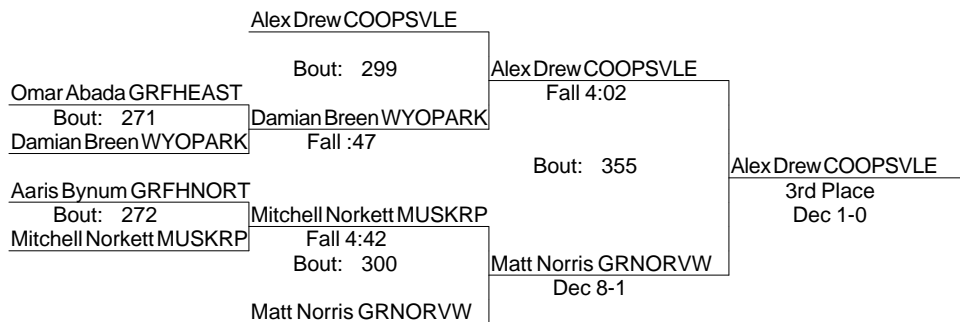 Alex Drew COOPSVLE
Bout: 299
Alex Drew COOPSVLE
Omar Abada GRFHEAST
Fall 4:02
Bout: 271
Damian Breen WYOPARK
Damian Breen WYOPARK
Fall :47
Bout: 355
Alex Drew COOPSVLE
Aaris Bynum GRFHNORT
3rd Place
Bout: 272
Mitchell Norkett MUSKRP
Dec 1-0
Mitchell Norkett MUSKRP
Fall 4:42
Bout: 300
Matt Norris GRNORVW
Dec 8-1
Matt Norris GRNORVW